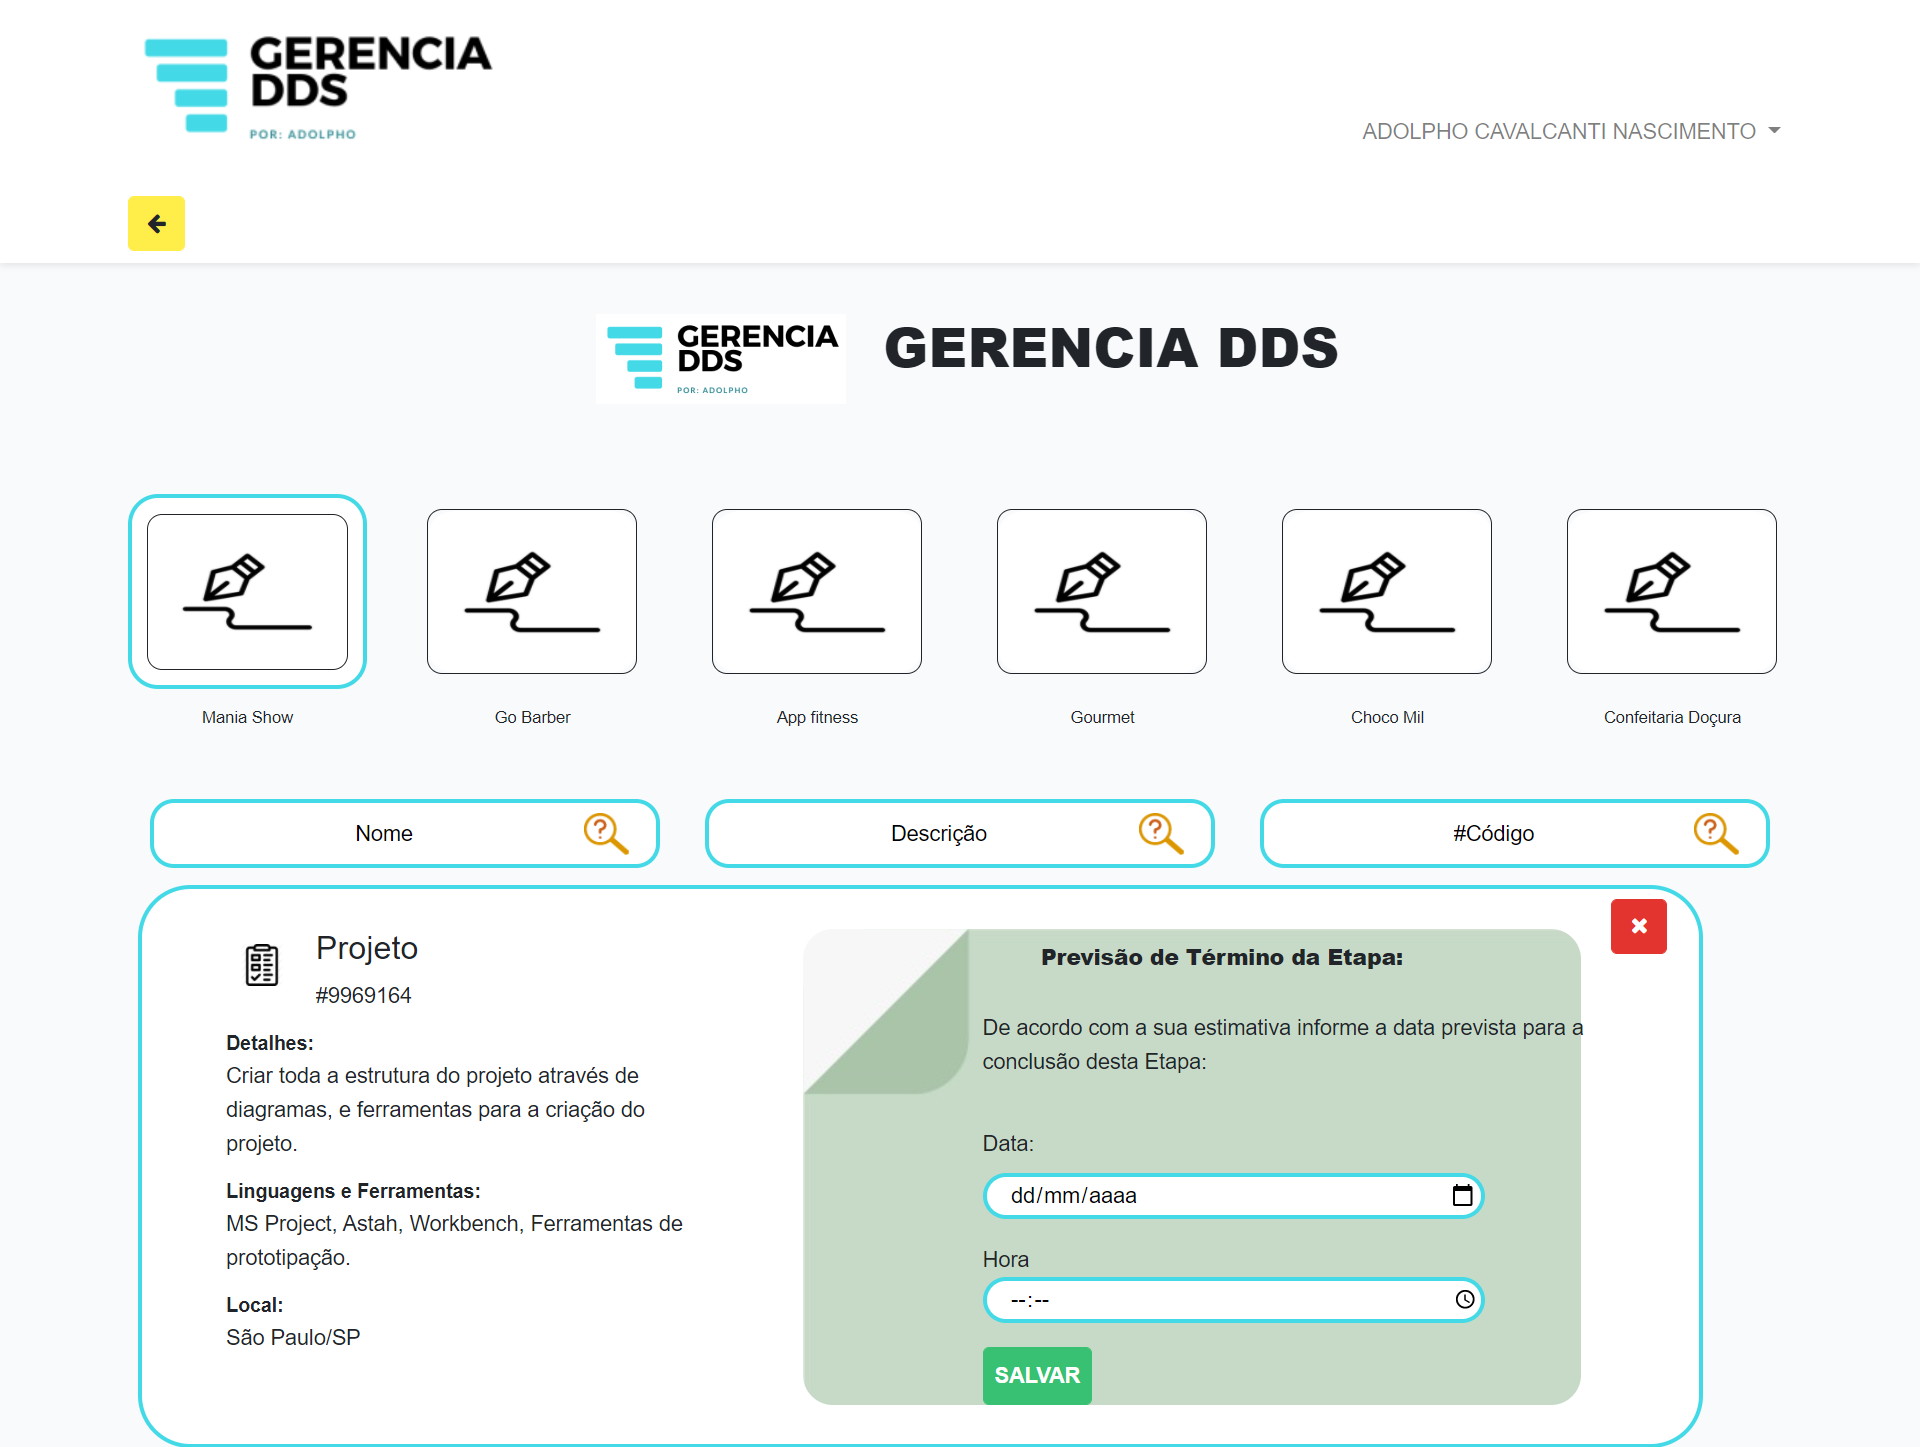 GERENCIA
DDS
POR: ADOLPHO
ADOLPHO CAVALCANTI NASCIMENTO
GERENCIA
DDS
POR: ADOLPHO
GERENCIA DDS
Mania Show
Go Barber
App fitness
Gourmet
Choco Mil
Confeitaria Doçura
Nome
?
Descrição
?
#Código
?
Projeto
#9969164
Detalhes:
Criar toda a estrutura do projeto através de
diagramas, e ferramentas para a criação do
projeto.
Linguagens e Ferramentas:
MS Project, Astah, Workbench, Ferramentas de
prototipação.
Local:
São Paulo/SP
Previsão de Término da Etapa:
De acordo com a sua estimativa informe a data prevista para a
conclusão desta Etapa:
Data:
dd/mm/aaaa
Hora
--:--
SALVAR